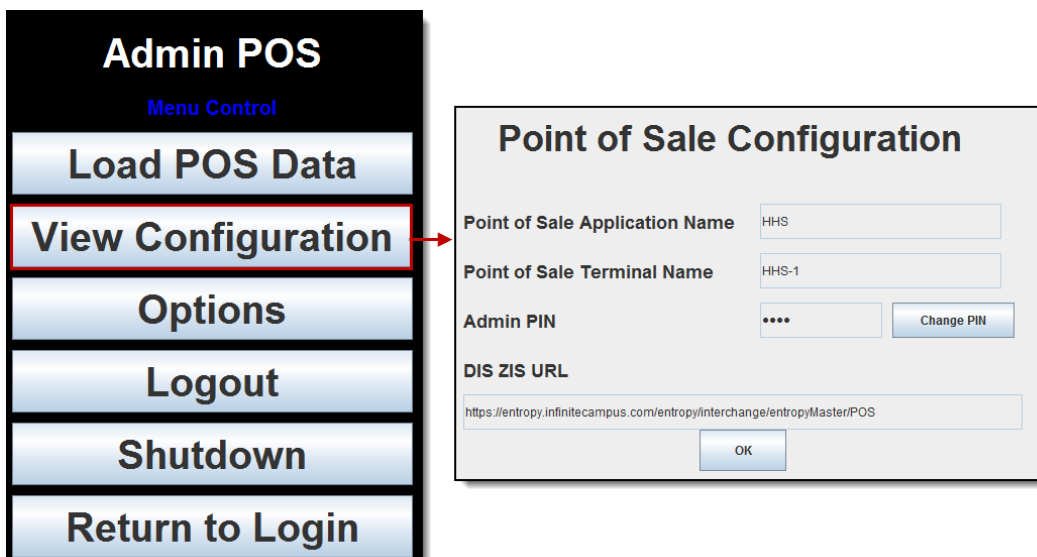 Admin POS
Menu Control
Load POS Data
View Configuration
Options
Logout
Shutdown
Return to Login
Point of Sale Configuration
Point of Sale Application Name HHS
Point of Sale Terminal Name HHS-1
Admin PIN •••• Change PIN
DIS ZIS URL
https://entropy.infinitecampus.com/entropy/interchange/entropyMaster/POS
OK